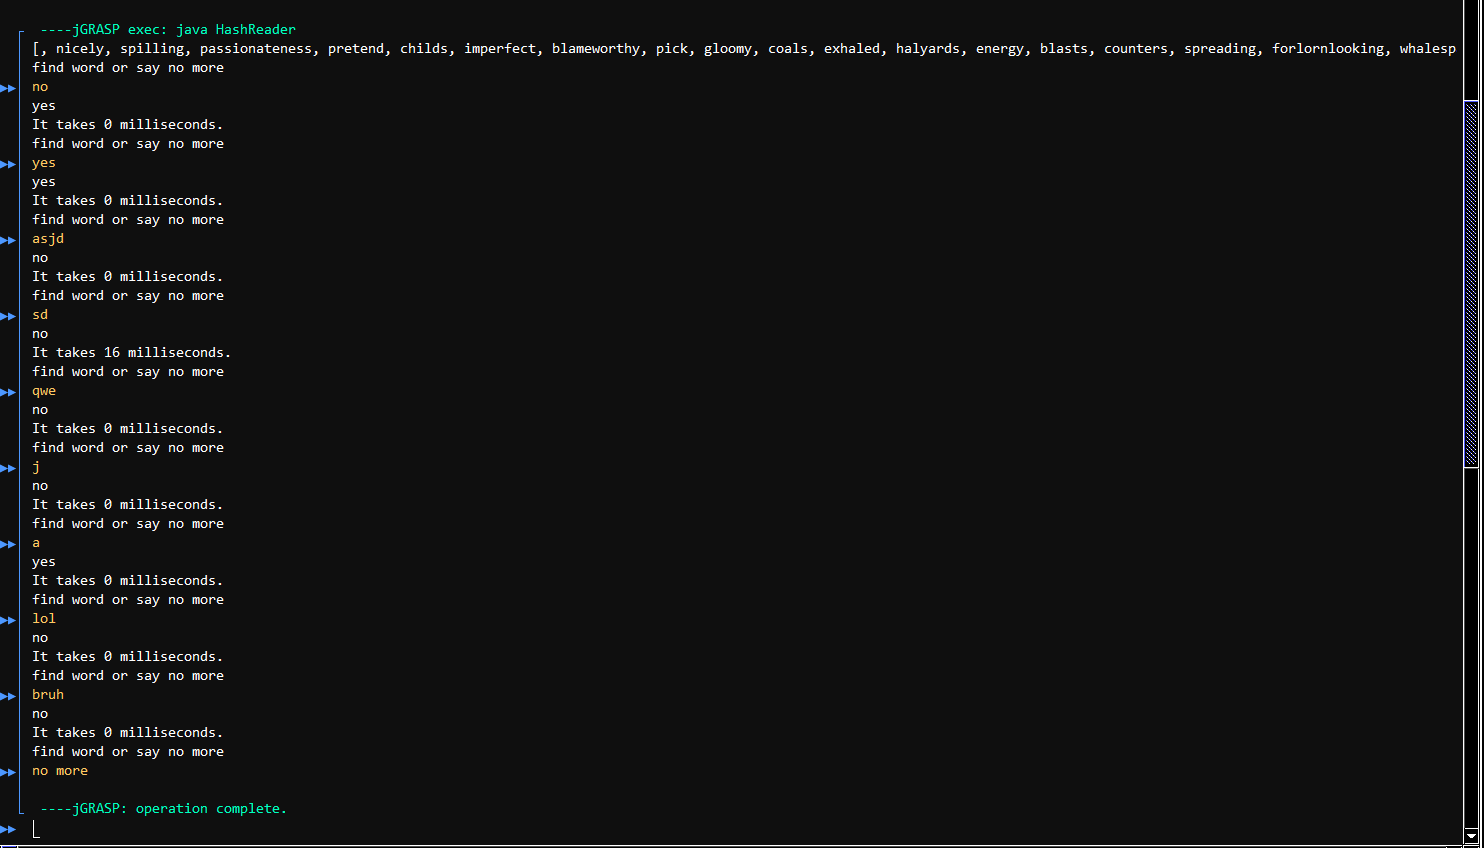 ----jGRASP exec: java HashReader
[, nicely, spilling, passionateness, pretend, childs, imperfect, blameworthy, pick, gloomy, coals, exhaled, halyards, energy, blasts, counters, spreading, forlornlooking, whalesp
find word or say no more
no
yes
It takes 0 milliseconds.
find word or say no more
yes
yes
It takes 0 milliseconds.
find word or say no more
asjd
no
It takes 0 milliseconds.
find word or say no more
sd
no
It takes 16 milliseconds.
find word or say no more
qwe
no
It takes 0 milliseconds.
find word or say no more
j
no
It takes 0 milliseconds.
find word or say no more
a
yes
It takes 0 milliseconds.
find word or say no more
lol
no
It takes 0 milliseconds.
find word or say no more
bruh
no
It takes 0 milliseconds.
find word or say no more
no more
----jGRASP: operation complete.